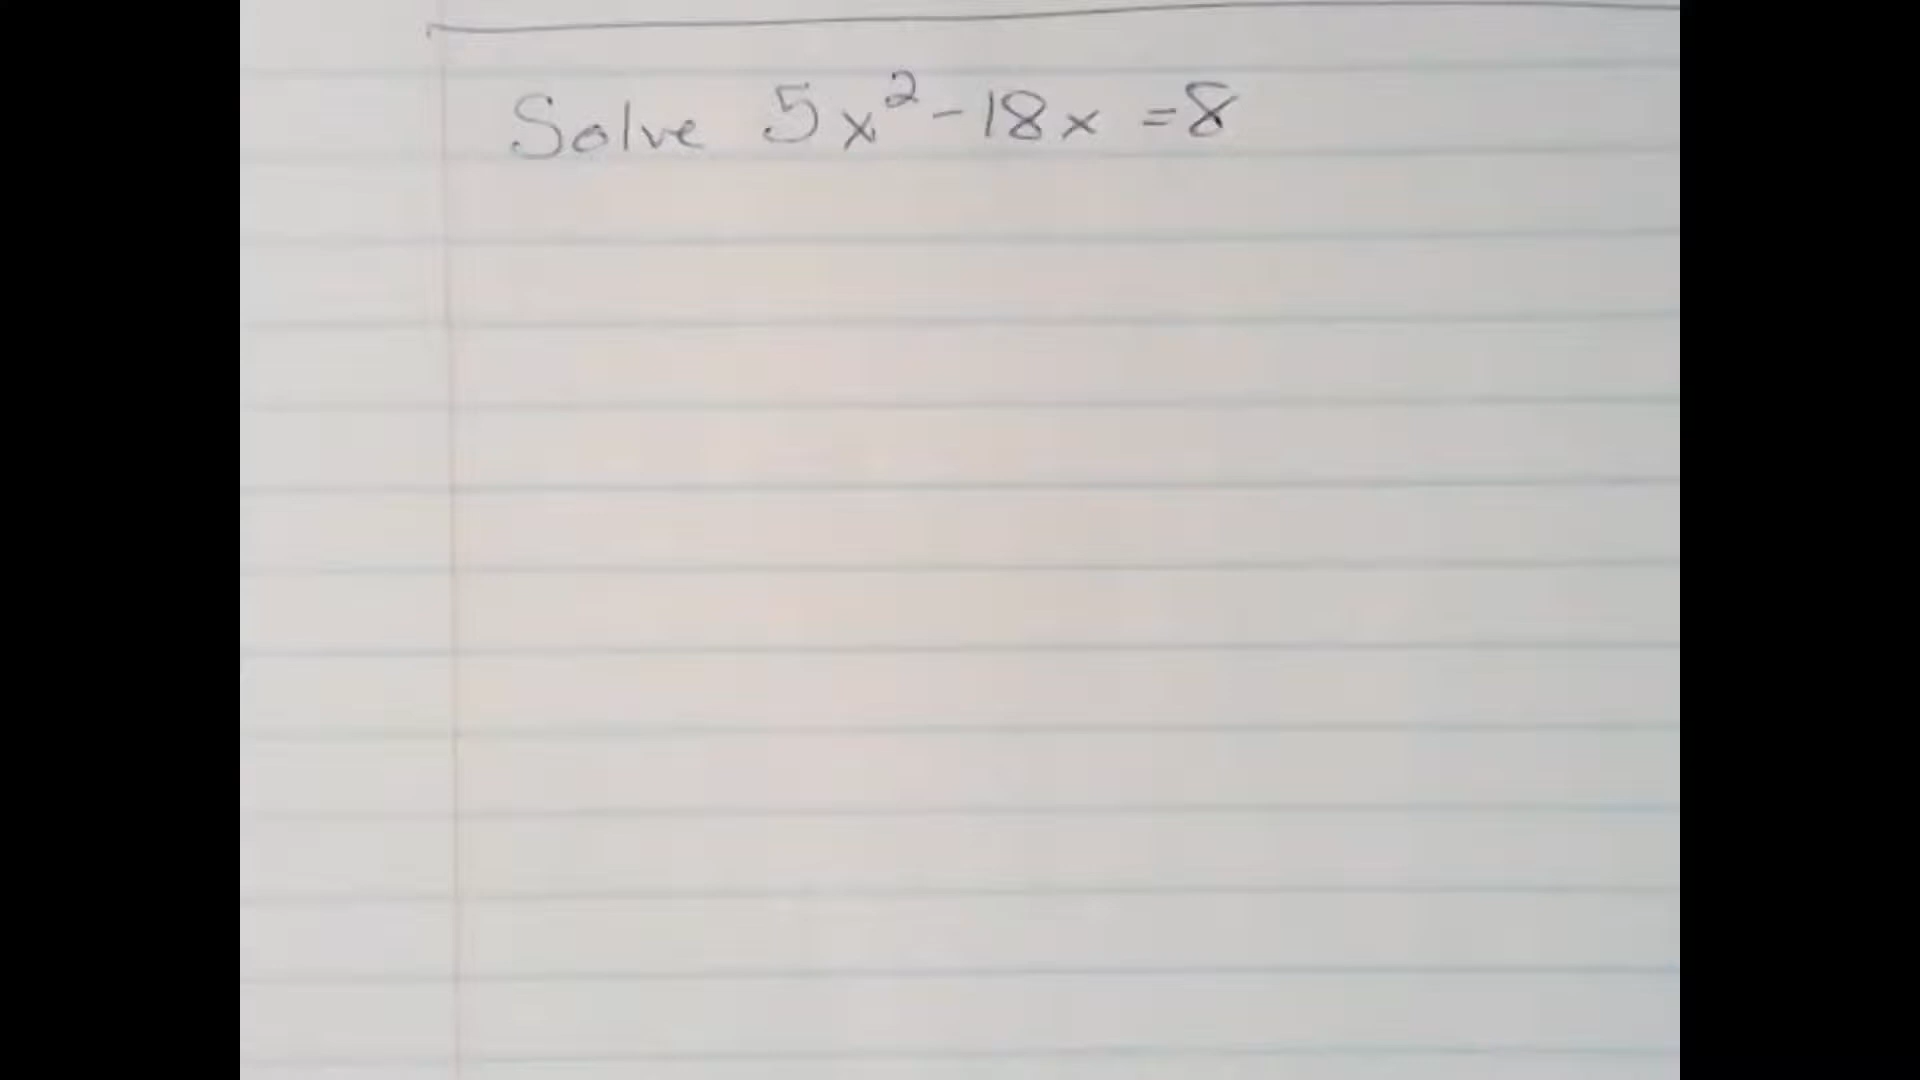 Solve 5x² - 18x = 8